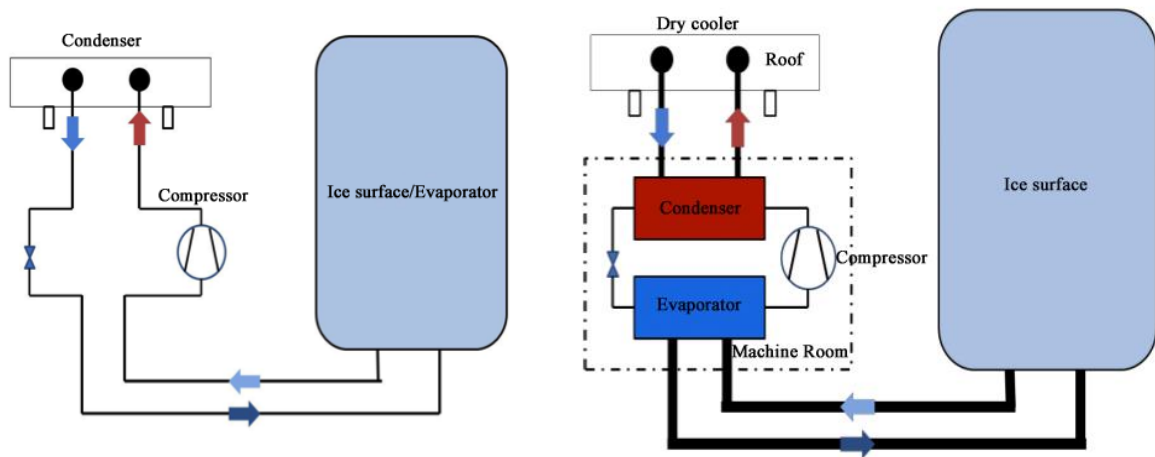 Condenser
Compressor
Ice surface/Evaporator
Dry cooler
Roof
Condenser
Compressor
Evaporator
Machine Room
Ice surface